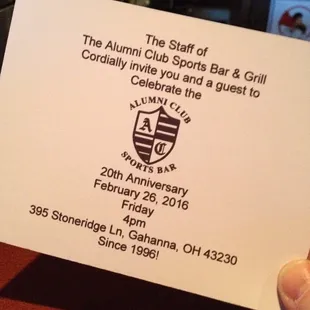 The Staff of
The Alumni Club Sports Bar & Grill
Cordially invite you and a guest to
Celebrate the
ALUMNI CLUB
A C
SPORTS BAR
20th Anniversary
February 26, 2016
Friday
4pm
395 Stoneridge Ln, Gahanna, OH 43230
Since 1996!